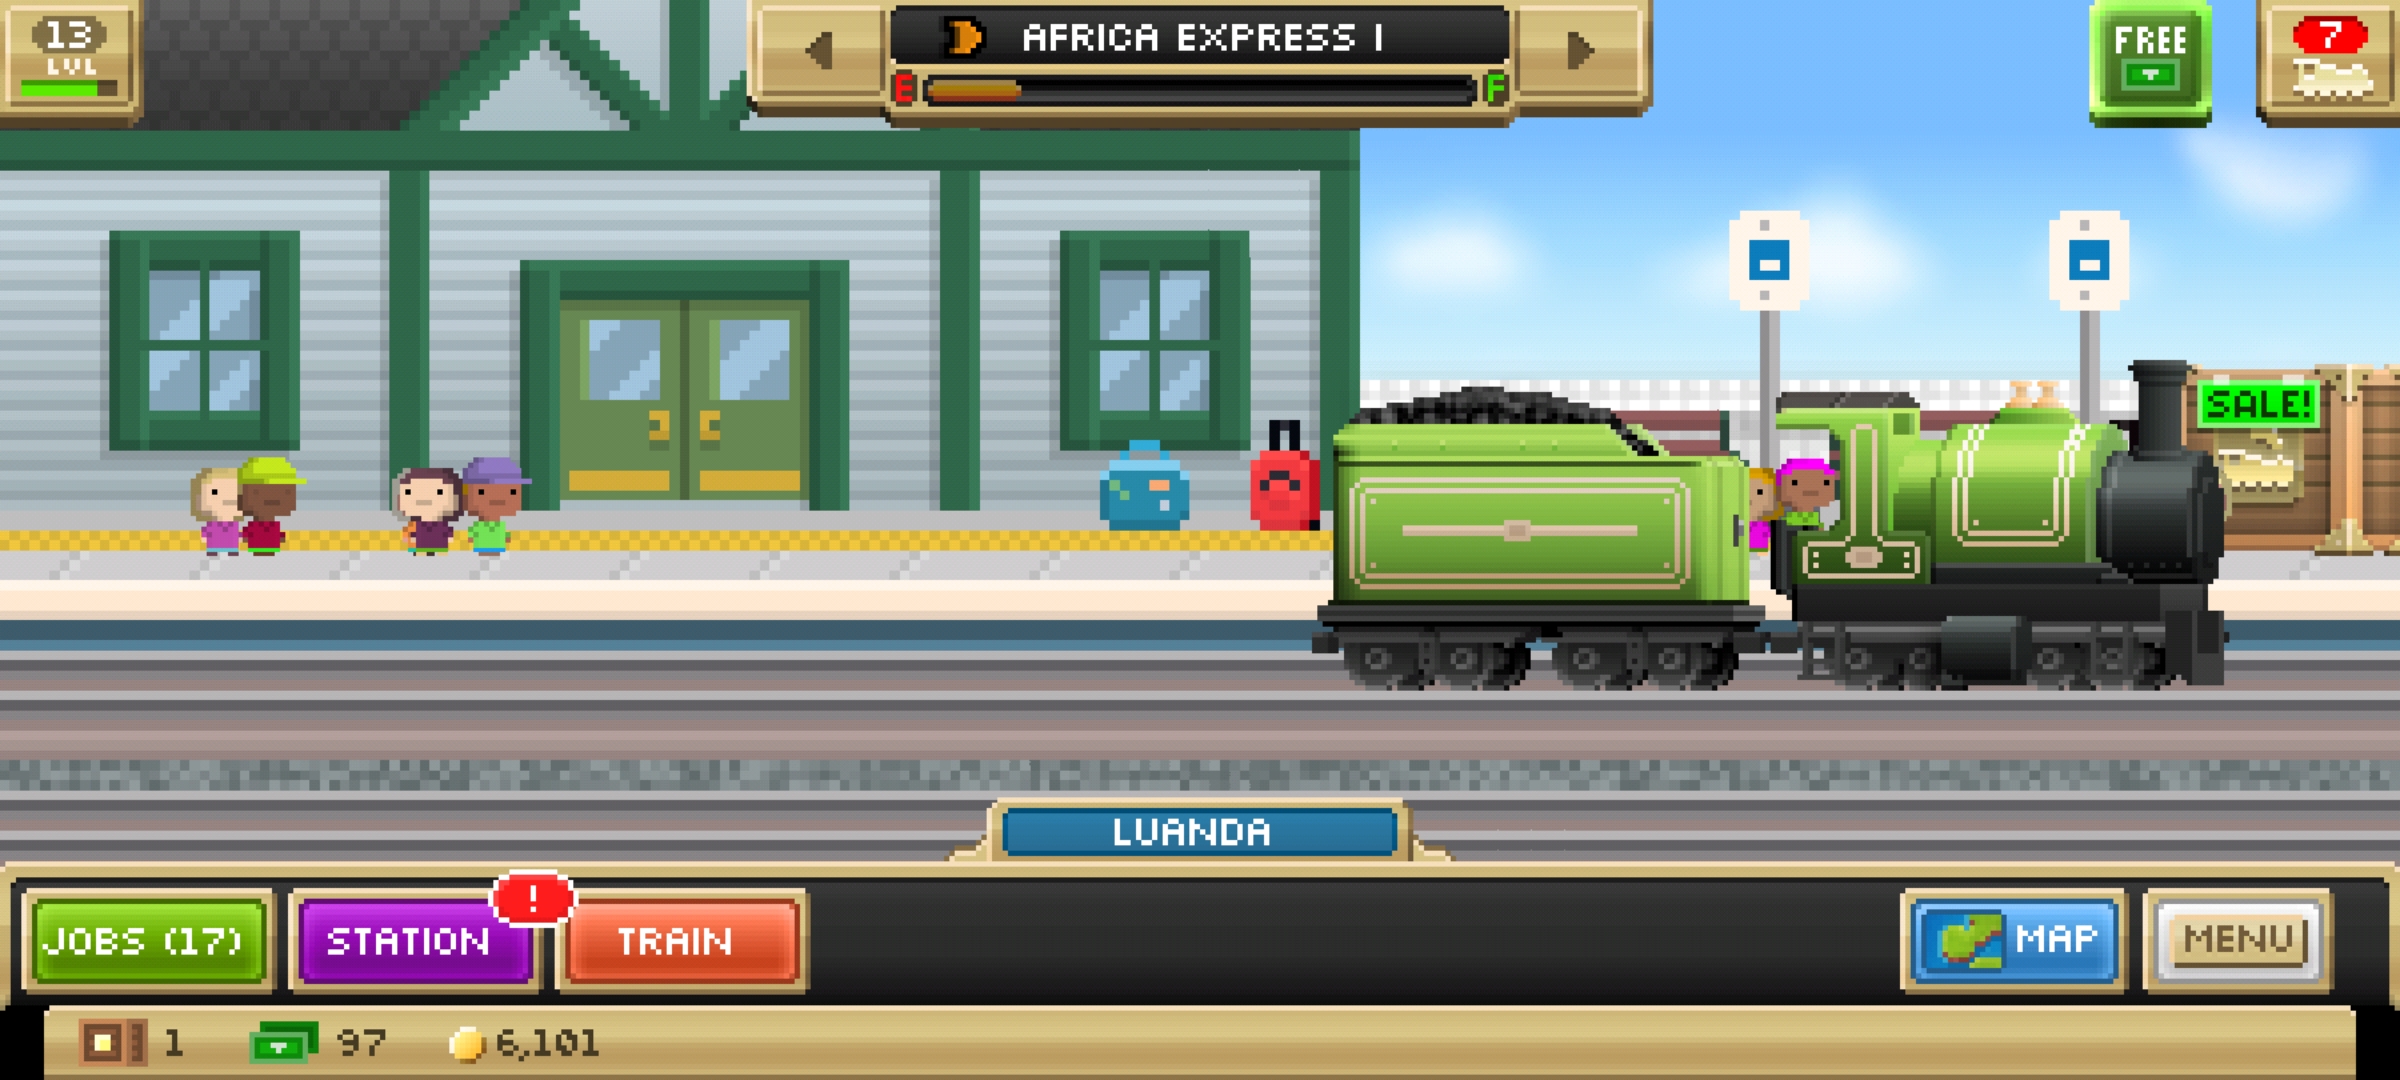 13
LVL
AFRICA EXPRESS I
E
F
FREE
7
SALE!
LUANDA
JOBS (17)
STATION
!
TRAIN
MAP
MENU
1
97
6,101